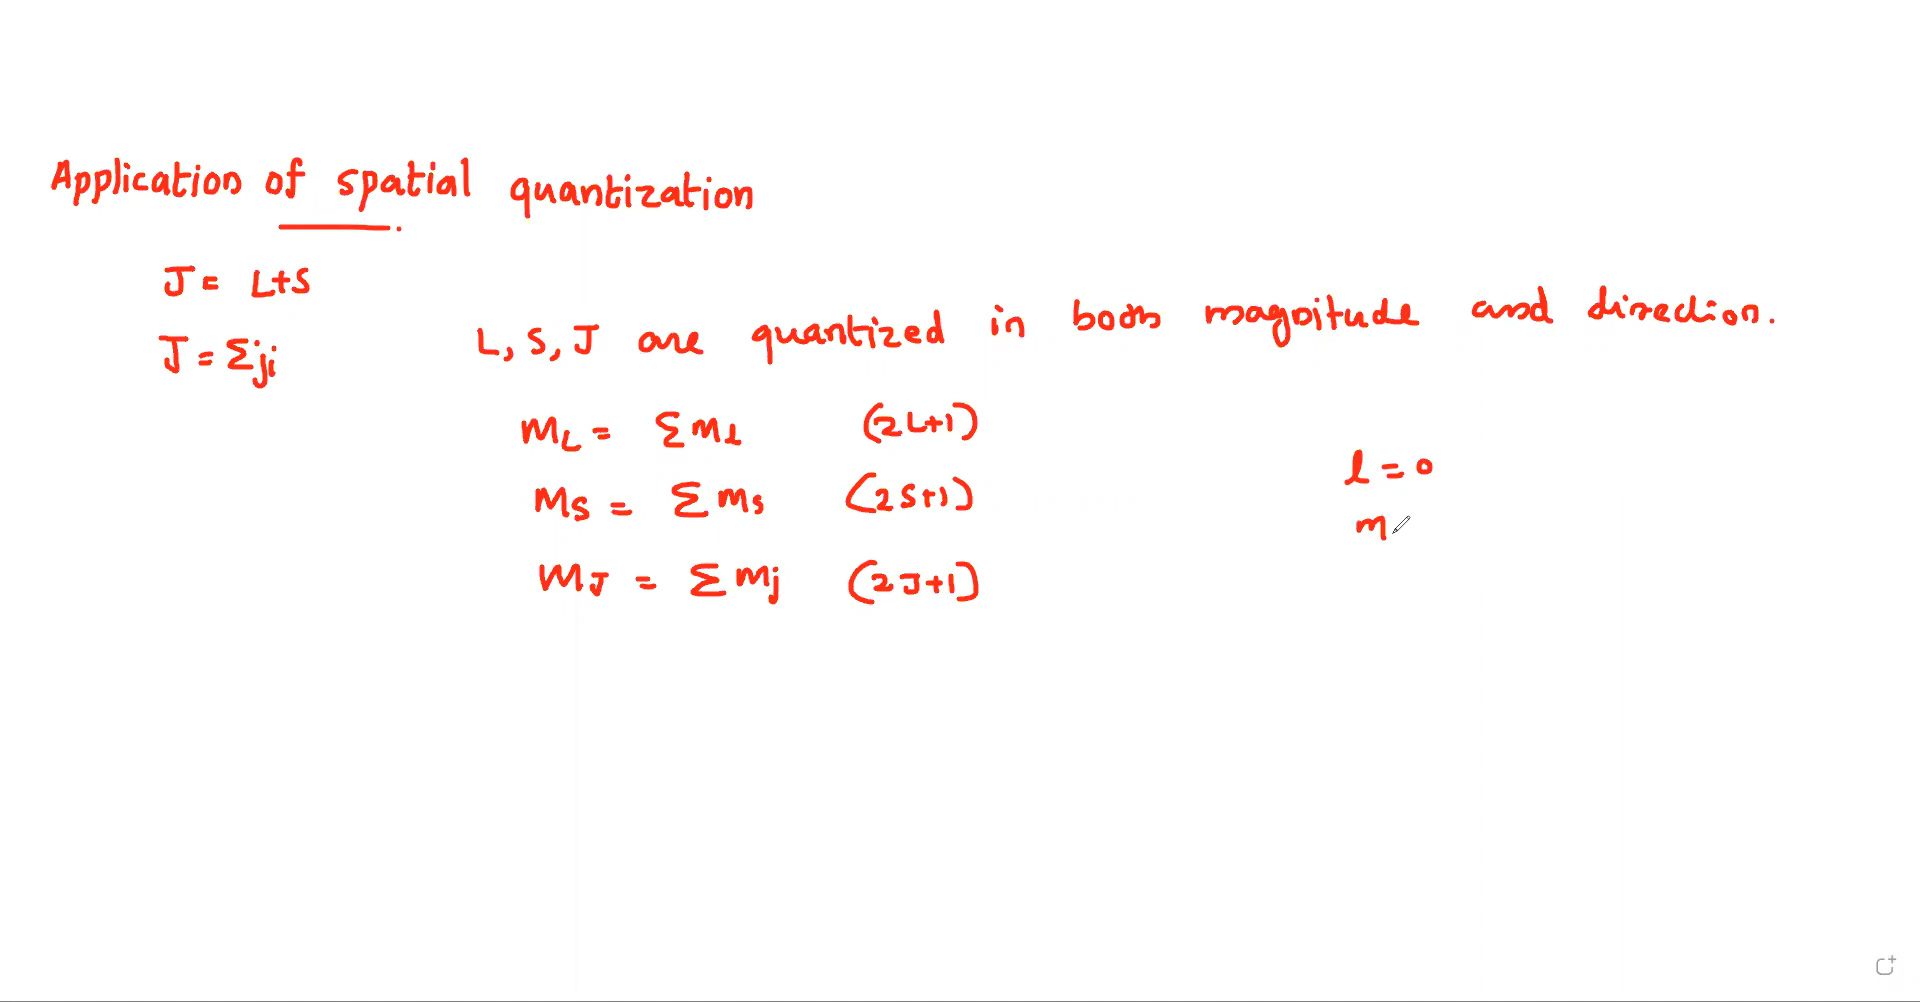 Application of spatial quantization
J = L+S
J = Σji
L, S, J are quantized in both magnitude and direction.
mL = Σml (2L+1)
Ms = Σms (2S+1)
MJ = Σmj (2J+1)
l = 0
m